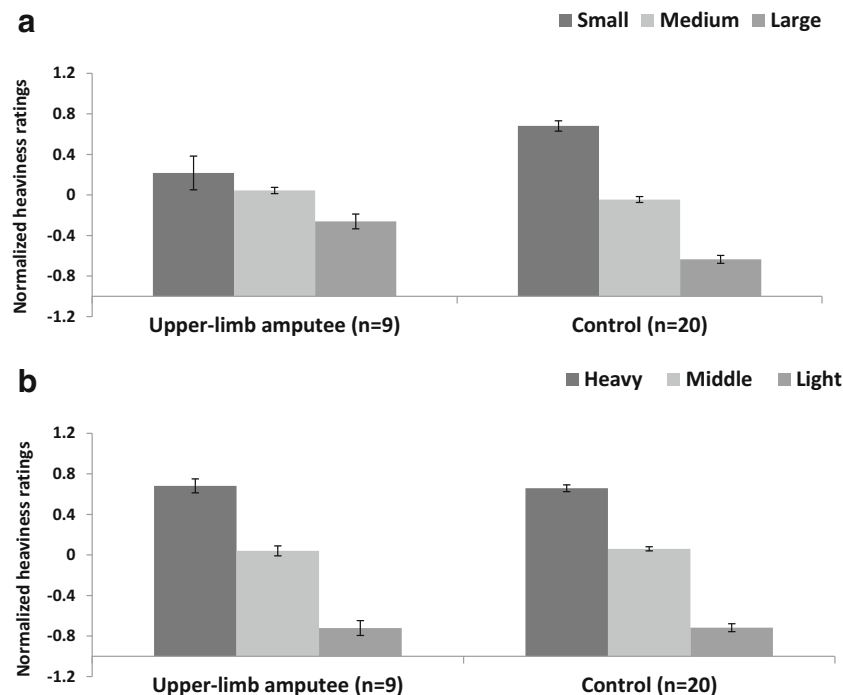 a
Small Medium Large
Normalized heaviness ratings
1.2
0.8
0.4
0
-0.4
-0.8
-1.2
Upper-limb amputee (n=9) Control (n=20)
b
Heavy Middle Light
Normalized heaviness ratings
1.2
0.8
0.4
0
-0.4
-0.8
-1.2
Upper-limb amputee (n=9) Control (n=20)